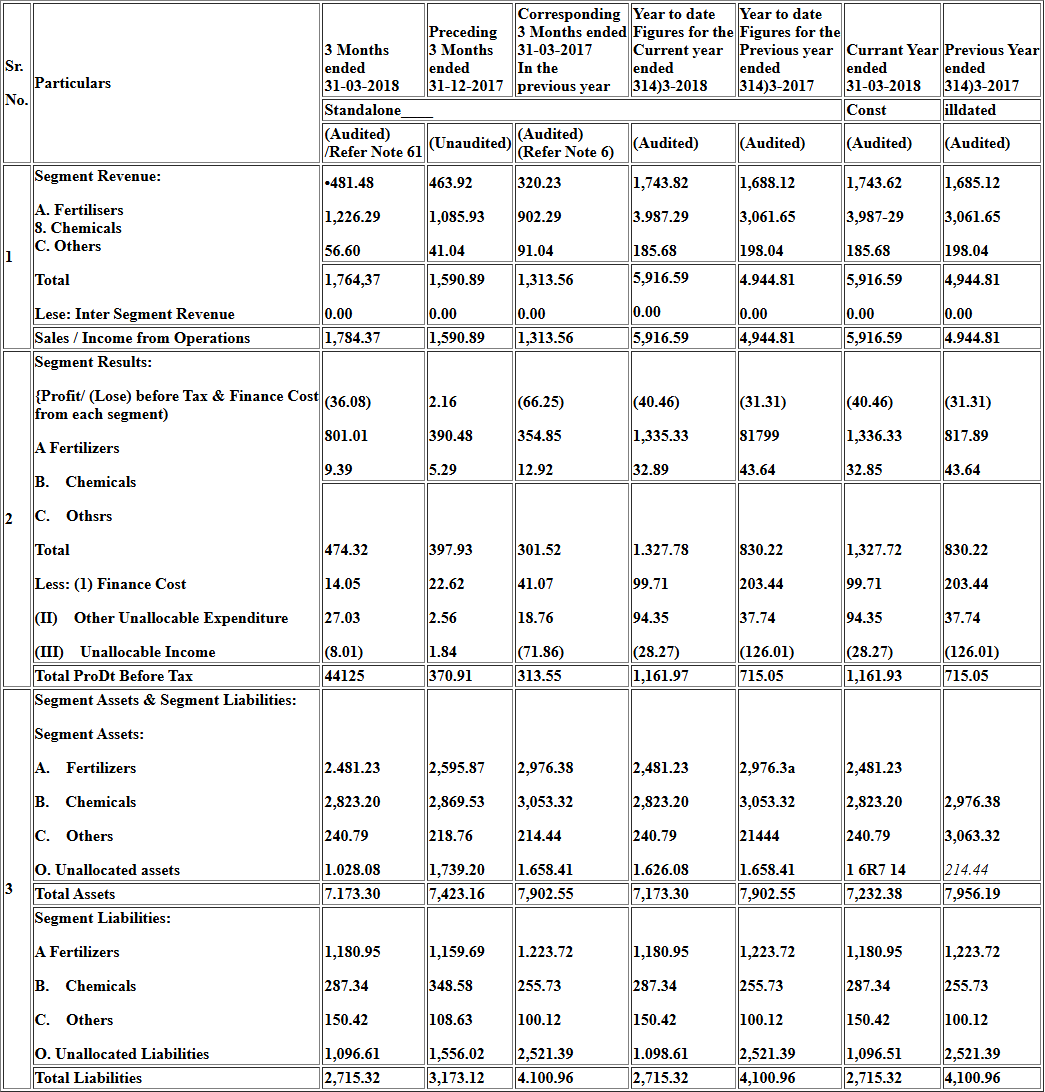 Sr.
No.
Particulars
3 Months
ended
31-03-2018
Preceding
3 Months
ended
31-12-2017
Corresponding
3 Months ended
31-03-2017
In the
previous year
Year to date
Figures for the
Current year
ended
314)3-2018
Year to date
Figures for the
Previous year
ended
314)3-2017
Currant Year
ended
31-03-2018
Previous Year
ended
314)3-2017
Standalone____ Const illdated
(Audited)
/Refer Note 61
(Unaudited)
(Audited)
(Refer Note 6)
(Audited) (Audited) (Audited) (Audited)
1
Segment Revenue: •481.48 463.92 320.23 1,743.82 1,688.12 1,743.62 1,685.12
A. Fertilisers 1,226.29 1,085.93 902.29 3.987.29 3,061.65 3,987-29 3,061.65
8. Chemicals
C. Others 56.60 41.04 91.04 185.68 198.04 185.68 198.04
Total 1,764,37 1,590.89 1,313.56 5,916.59 4.944.81 5,916.59 4,944.81
Lese: Inter Segment Revenue 0.00 0.00 0.00 0.00 0.00 0.00 0.00
Sales / Income from Operations 1,784.37 1,590.89 1,313.56 5,916.59 4,944.81 5,916.59 4.944.81
2
Segment Results:
{Profit/ (Lose) before Tax & Finance Cost
from each segment)
(36.08) 2.16 (66.25) (40.46) (31.31) (40.46) (31.31)
A Fertilizers 801.01 390.48 354.85 1,335.33 81799 1,336.33 817.89
B. Chemicals 9.39 5.29 12.92 32.89 43.64 32.85 43.64
C. Othsrs
Total 474.32 397.93 301.52 1.327.78 830.22 1,327.72 830.22
Less: (1) Finance Cost 14.05 22.62 41.07 99.71 203.44 99.71 203.44
(II) Other Unallocable Expenditure 27.03 2.56 18.76 94.35 37.74 94.35 37.74
(III) Unallocable Income (8.01) 1.84 (71.86) (28.27) (126.01) (28.27) (126.01)
Total ProDt Before Tax 44125 370.91 313.55 1,161.97 715.05 1,161.93 715.05
3
Segment Assets & Segment Liabilities:
Segment Assets:
A. Fertilizers 2.481.23 2,595.87 2,976.38 2,481.23 2,976.3a 2,481.23
B. Chemicals 2,823.20 2,869.53 3,053.32 2,823.20 3,053.32 2,823.20 2,976.38
C. Others 240.79 218.76 214.44 240.79 21444 240.79 3,063.32
O. Unallocated assets 1.028.08 1,739.20 1.658.41 1.626.08 1.658.41 1 6R7 14 214.44
Total Assets 7.173.30 7,423.16 7,902.55 7,173.30 7,902.55 7,232.38 7,956.19
Segment Liabilities:
A Fertilizers 1,180.95 1,159.69 1.223.72 1,180.95 1,223.72 1,180.95 1,223.72
B. Chemicals 287.34 348.58 255.73 287.34 255.73 287.34 255.73
C. Others 150.42 108.63 100.12 150.42 100.12 150.42 100.12
O. Unallocated Liabilities 1,096.61 1,556.02 2,521.39 1.098.61 2,521.39 1,096.51 2,521.39
Total Liabilities 2,715.32 3,173.12 4.100.96 2,715.32 4,100.96 2,715.32 4,100.96